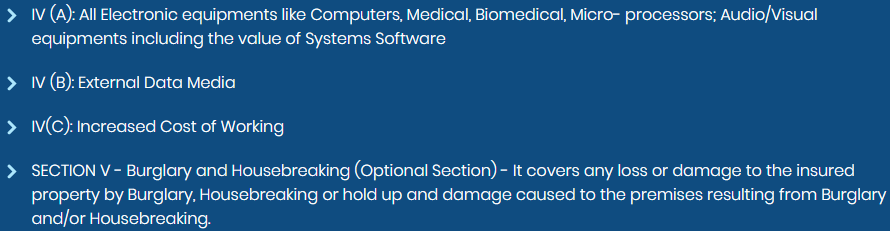 IV (A): All Electronic equipments like Computers, Medical, Biomedical, Micro- processors; Audio/Visual
equipments including the value of Systems Software
IV (B): External Data Media
IV(C): Increased Cost of Working
SECTION V - Burglary and Housebreaking (Optional Section) - It covers any loss or damage to the insured
property by Burglary, Housebreaking or hold up and damage caused to the premises resulting from Burglary
and/or Housebreaking.